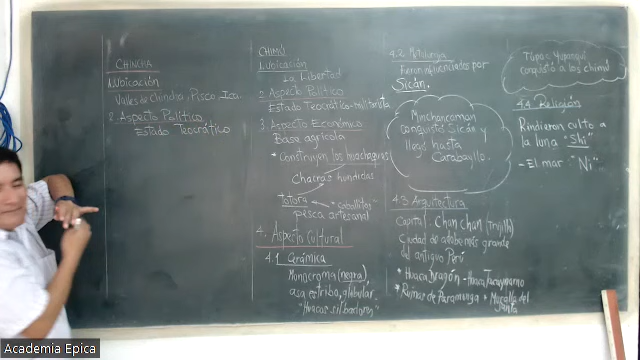 CHINCHA
1. Ubicación
Valles de Chincha, Pisco, Ica.
2. Aspecto Político
Estado Teocrático
CHIMÚ
1. Ubicación
La Libertad
2. Aspecto Político
Estado Teocrático - militarista
3. Aspecto Económico
Base agrícola
* Construyen los huachaques
Chacras hundidas
Totora "caballitos"
pesca artesanal
4. Aspecto Cultural
4.1 Cerámica
Monocroma (negra),
asa estribo, globular
"Huacos silbadores"
4.2 Metalurgia
Fueron influenciados por
Sicán.
Minchancaman
conquistó Sicán y
llegó hasta
Carabayllo.
4.3 Arquitectura
Capital: Chan chan (Trujillo)
Ciudad de adobe más grande
del antiguo Perú
* Huaca Dragón - Huaca Tacaynamo
* Ruinas de Paramonga + Muralla del
Santa
Túpac Yupanqui
conquistó a los chimú
4.4 Religión
Rindieron culto a
la luna "Shi"
- El mar "Ni"
Academia Epica